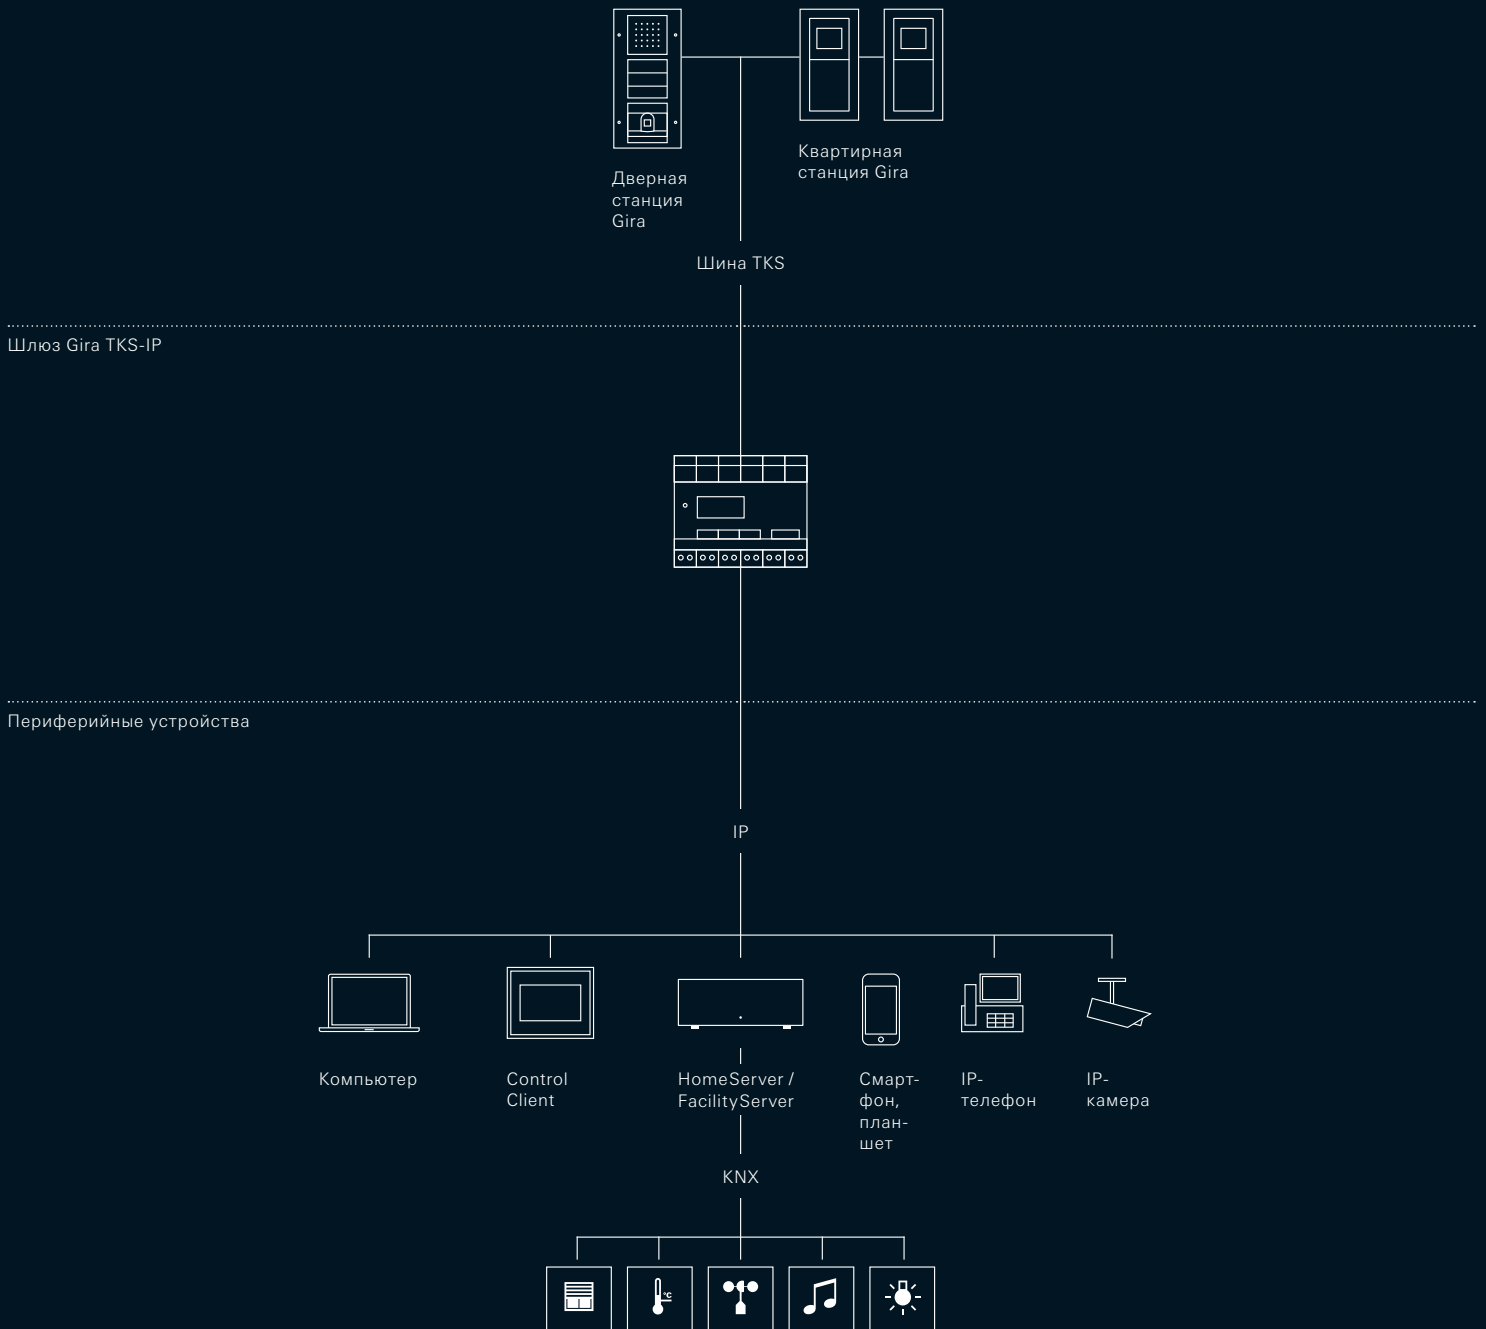 Дверная
станция
Gira
Квартирная
станция Gira
Шина TKS
Шлюз Gira TKS-IP
Периферийные устройства
IP
Компьютер
Control
Client
HomeServer /
FacilityServer
Смарт-
фон,
план-
шет
IP-
телефон
IP-
камера
KNX
°C